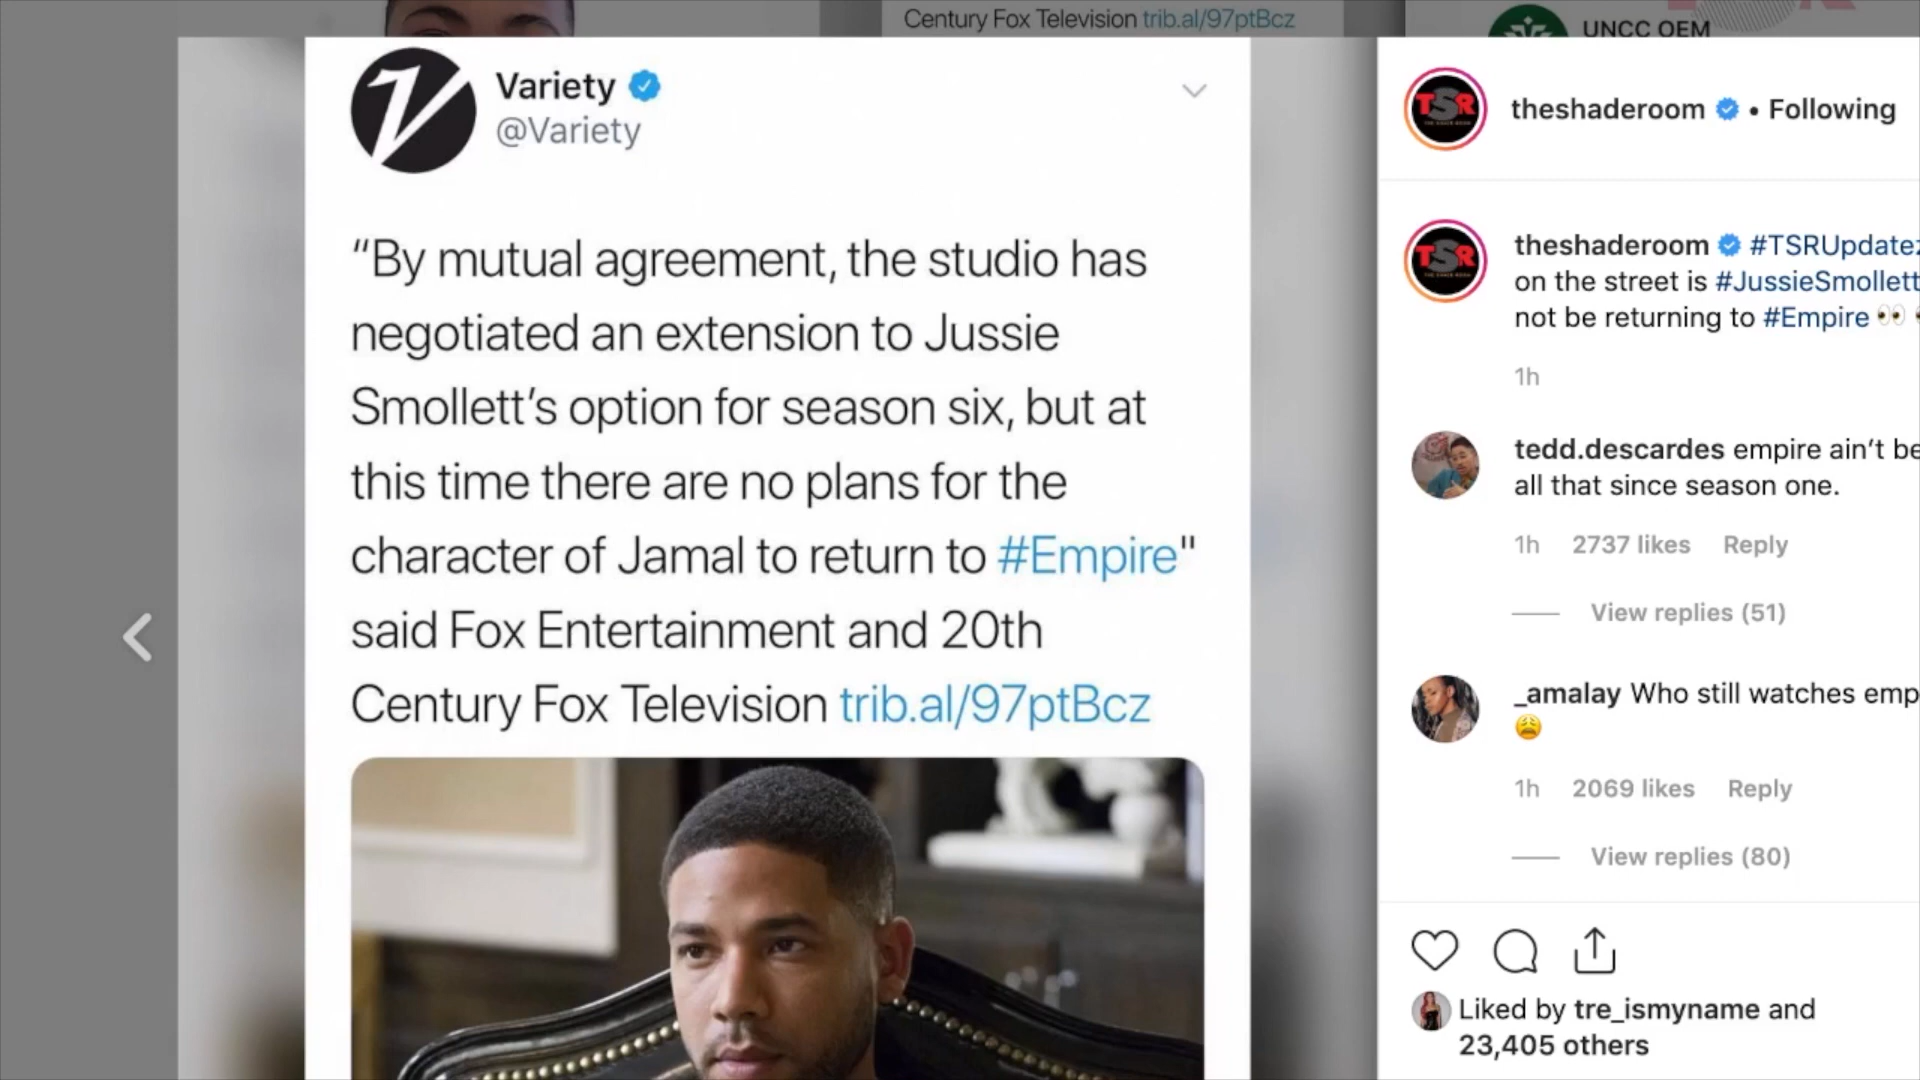 Century Fox Television trib.al/97ptBcz
UNCC OEM
Variety
@Variety
“By mutual agreement, the studio has
negotiated an extension to Jussie
Smollett’s option for season six, but at
this time there are no plans for the
character of Jamal to return to #Empire"
said Fox Entertainment and 20th
Century Fox Television trib.al/97ptBcz
TSR
theshaderoom • Following
TSR
theshaderoom #TSRUpdatez
on the street is #JussieSmollett
not be returning to #Empire 👀
1h
tedd.descardes empire ain’t be
all that since season one.
1h 2737 likes Reply
View replies (51)
_amalay Who still watches emp
😩
1h 2069 likes Reply
View replies (80)
Liked by tre_ismyname and
23,405 others